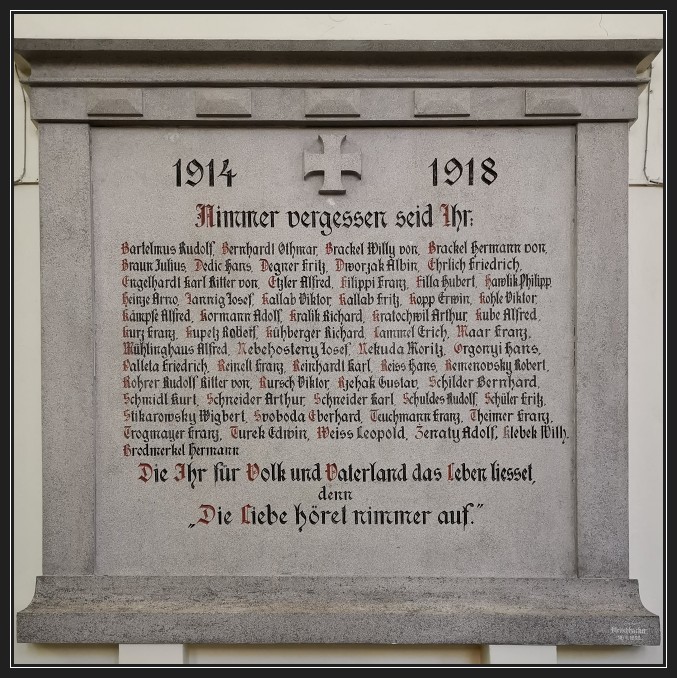 1914 1918
Nimmer vergessen seid Ihr:
Bartelmus Rudolf, Bernhardt Othmar, Brackel Willy von, Brackel Hermann von,
Braun Julius, Dedic Hans, Degner Fritz, Dworzak Albin, Ehrlich Friedrich,
Engelhardt Karl Ritter von, Etzler Alfred, Filippi Franz, Filla Hubert, Hawlik Philipp
Heinze Arno, Jannig Josef, Kallab Viktor, Kallab Fritz, Kopp Erwin, Kohle Viktor,
Kämpfe Alfred, Kormann Adolf, Kralik Richard, Kratochwil Arthur, Kube Alfred,
Kurz Franz, Kupetz Robert, Kühberger Richard, Lammel Erich, Maar Franz,
Mühlinghaus Alfred, Nebehosteny Josef, Nekuda Moritz, Orgonyi Hans,
Palleta Friedrich, Reinelt Franz, Reinhardt Karl, Reiss Hans, Remenovsky Robert,
Rohrer Rudolf Ritter von, Rursch Viktor, Rjehak Gustav, Schilder Bernhard,
Schmidt Kurt, Schneider Arthur, Schneider Karl, Schuldes Rudolf, Schüler Fritz,
Stikarowsky Wigbert, Svoboda Eberhard, Teuchmann Franz, Theimer Franz,
Trogmayer Franz, Turek Edwin, Weiss Leopold, Zenaty Adolf, Klebek Wilh.
Brodmerkel Hermann
Die Ihr für Volk und Vaterland das Leben liesset,
denn
„Die Liebe höret nimmer auf.“